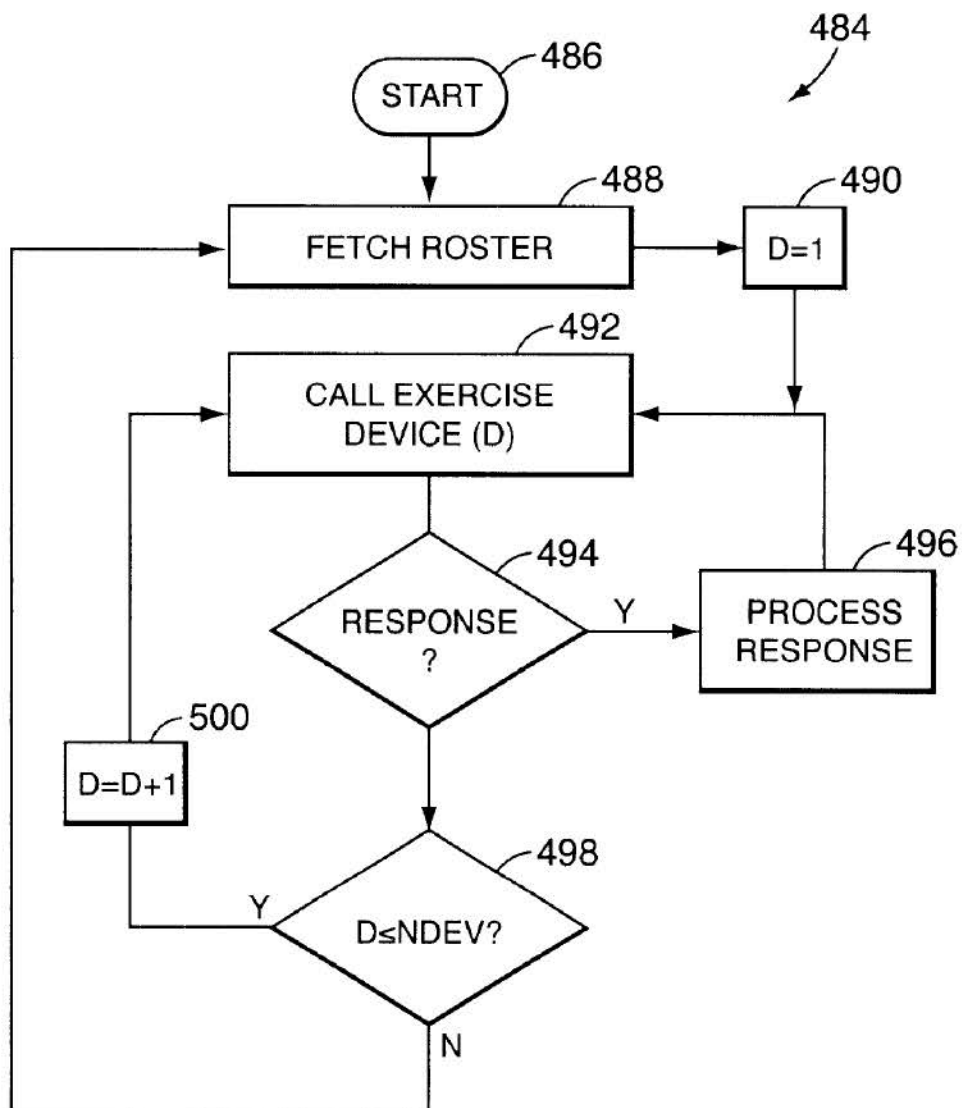 484
486
START
488
FETCH ROSTER
490
D=1
492
CALL EXERCISE
DEVICE (D)
494
RESPONSE
?
Y
496
PROCESS
RESPONSE
500
D=D+1
498
Y
D≤NDEV?
N